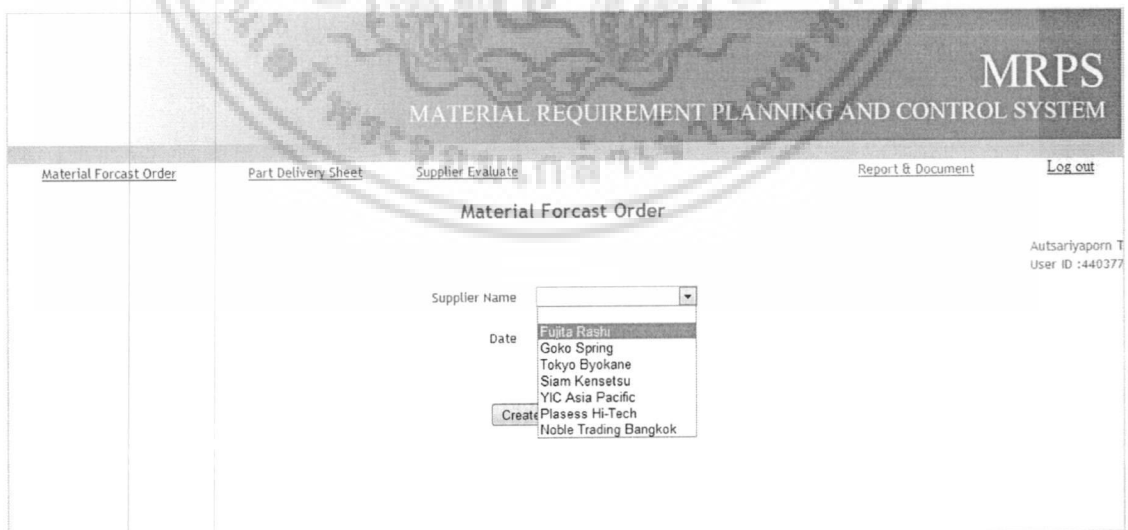 MRPS
MATERIAL REQUIREMENT PLANNING AND CONTROL SYSTEM
Material Forcast Order Part Delivery Sheet Supplier Evaluate Report & Document Log out
Material Forcast Order
Autsariyaporn T
User ID :440377
Supplier Name
Date
Fujita Rashi
Goko Spring
Tokyo Byokane
Siam Kensetsu
YIC Asia Pacific
Plasess Hi-Tech
Noble Trading Bangkok
Create